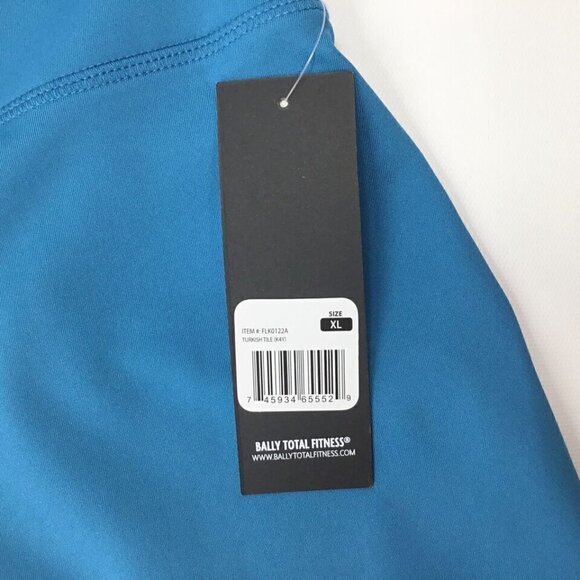 SIZE
XL
ITEM #: FLK0122A
TURKISH TILE (K4Y)
7 45934 65552 9
BALLY TOTAL FITNESS®
WWW.BALLYTOTALFITNESS.COM